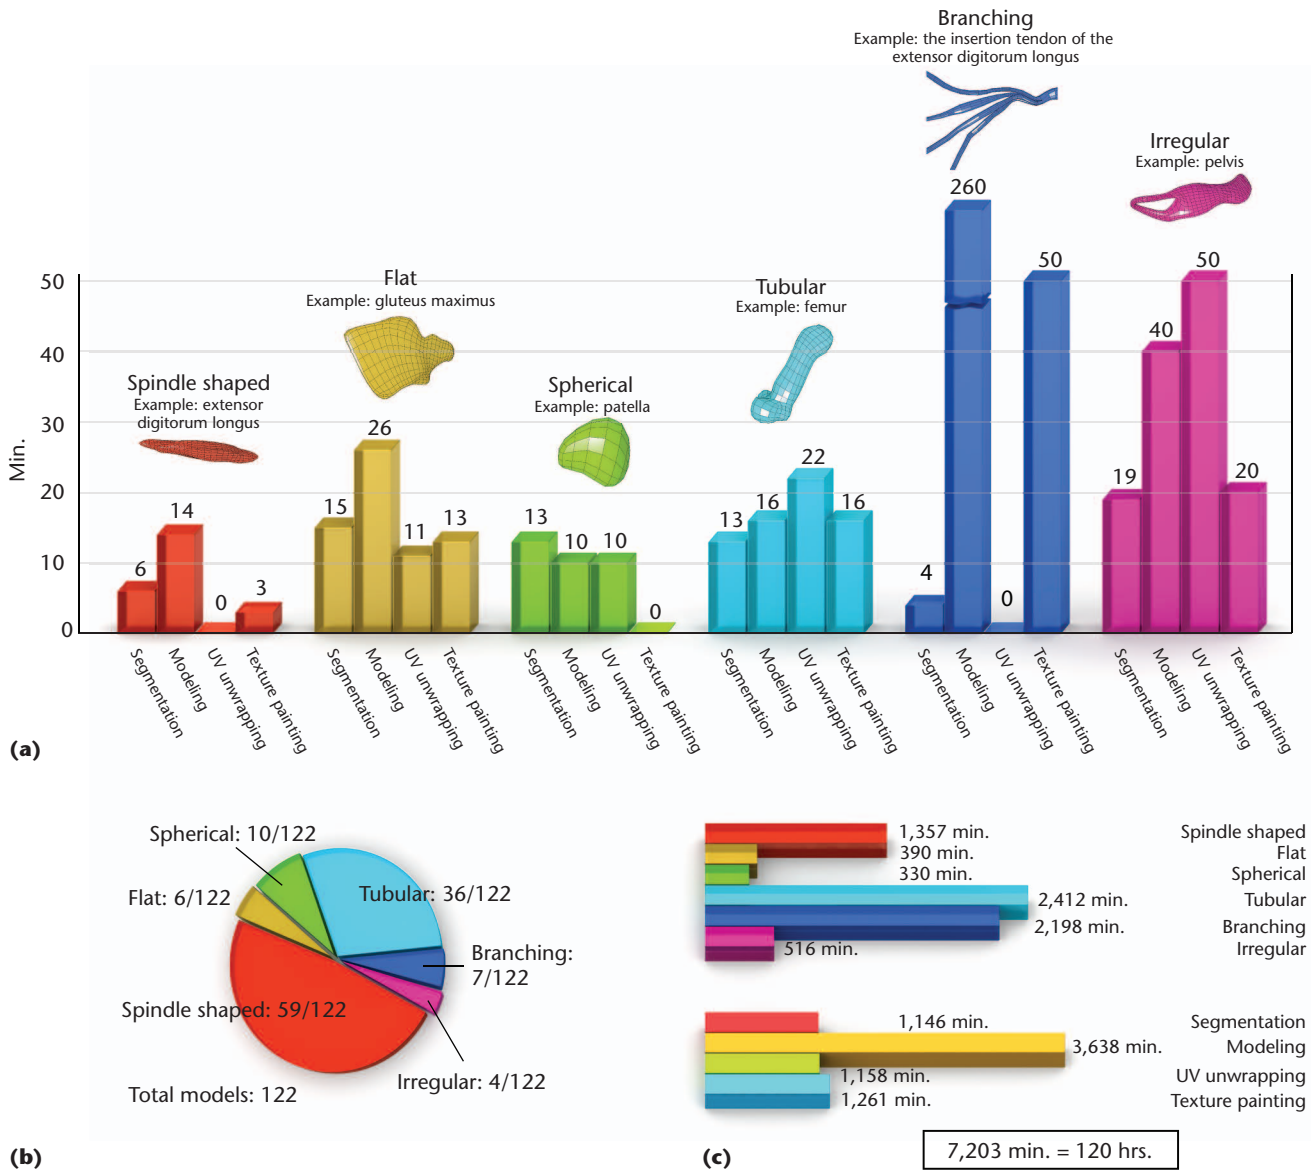 Branching
Example: the insertion tendon of the
extensor digitorum longus
Irregular
Example: pelvis
Flat
Example: gluteus maximus
Tubular
Example: femur
Spindle shaped
Example: extensor
digitorum longus
Spherical
Example: patella
Min.
50
40
30
20
10
0
6
14
0
3
15
26
11
13
13
10
10
0
13
16
22
16
4
260
0
50
19
40
50
20
Segmentation
Modeling
UV unwrapping
Texture painting
Segmentation
Modeling
UV unwrapping
Texture painting
Segmentation
Modeling
UV unwrapping
Texture painting
Segmentation
Modeling
UV unwrapping
Texture painting
Segmentation
Modeling
UV unwrapping
Texture painting
Segmentation
Modeling
UV unwrapping
Texture painting
(a)
Spherical: 10/122
Flat: 6/122
Tubular: 36/122
Branching:
7/122
Spindle shaped: 59/122
Irregular: 4/122
Total models: 122
(b)
1,357 min. Spindle shaped
390 min. Flat
330 min. Spherical
2,412 min. Tubular
2,198 min. Branching
516 min. Irregular
1,146 min. Segmentation
3,638 min. Modeling
1,158 min. UV unwrapping
1,261 min. Texture painting
7,203 min. = 120 hrs.
(c)